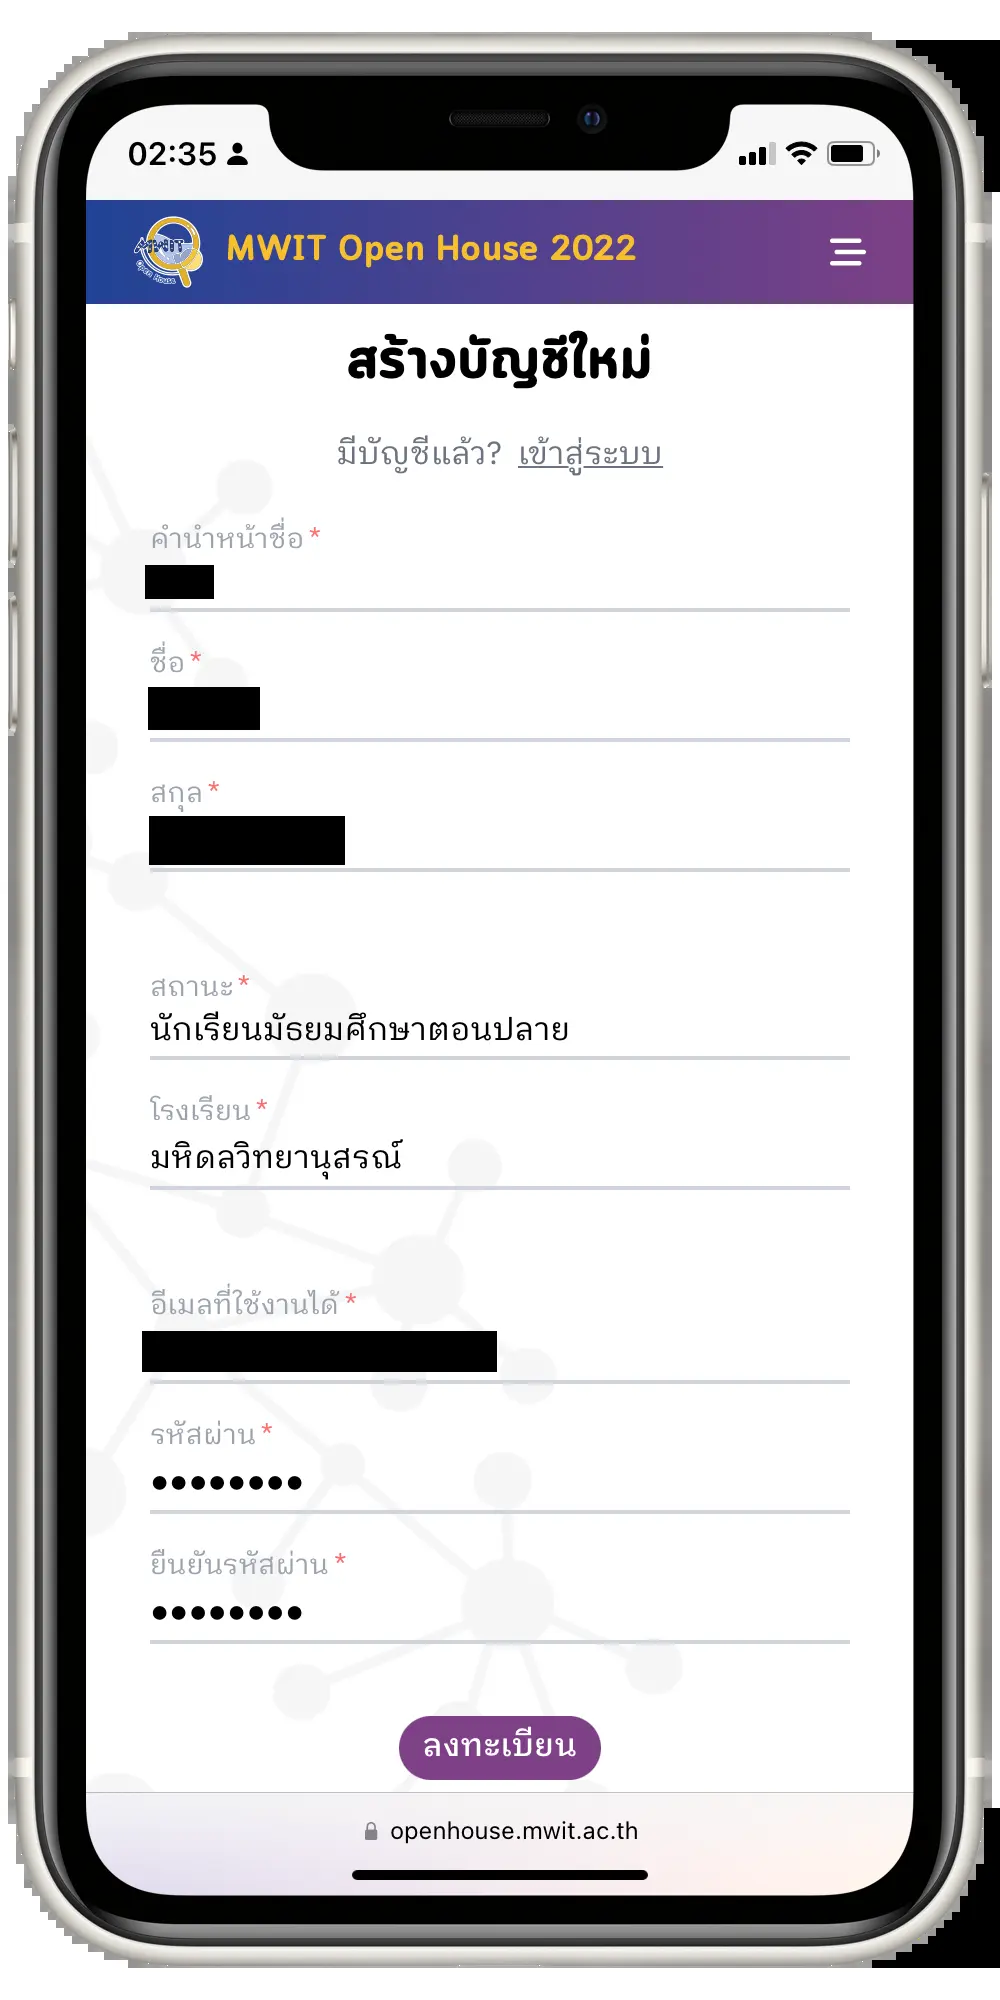 02:35
MWIT
Open House
MWIT Open House 2022
สร้างบัญชีใหม่
มีบัญชีแล้ว? เข้าสู่ระบบ
คำนำหน้าชื่อ *
ชื่อ *
สกุล *
สถานะ *
นักเรียนมัธยมศึกษาตอนปลาย
โรงเรียน *
มหิดลวิทยานุสรณ์
อีเมลที่ใช้งานได้ *
รหัสผ่าน *
••••••••
ยืนยันรหัสผ่าน *
••••••••
ลงทะเบียน
openhouse.mwit.ac.th